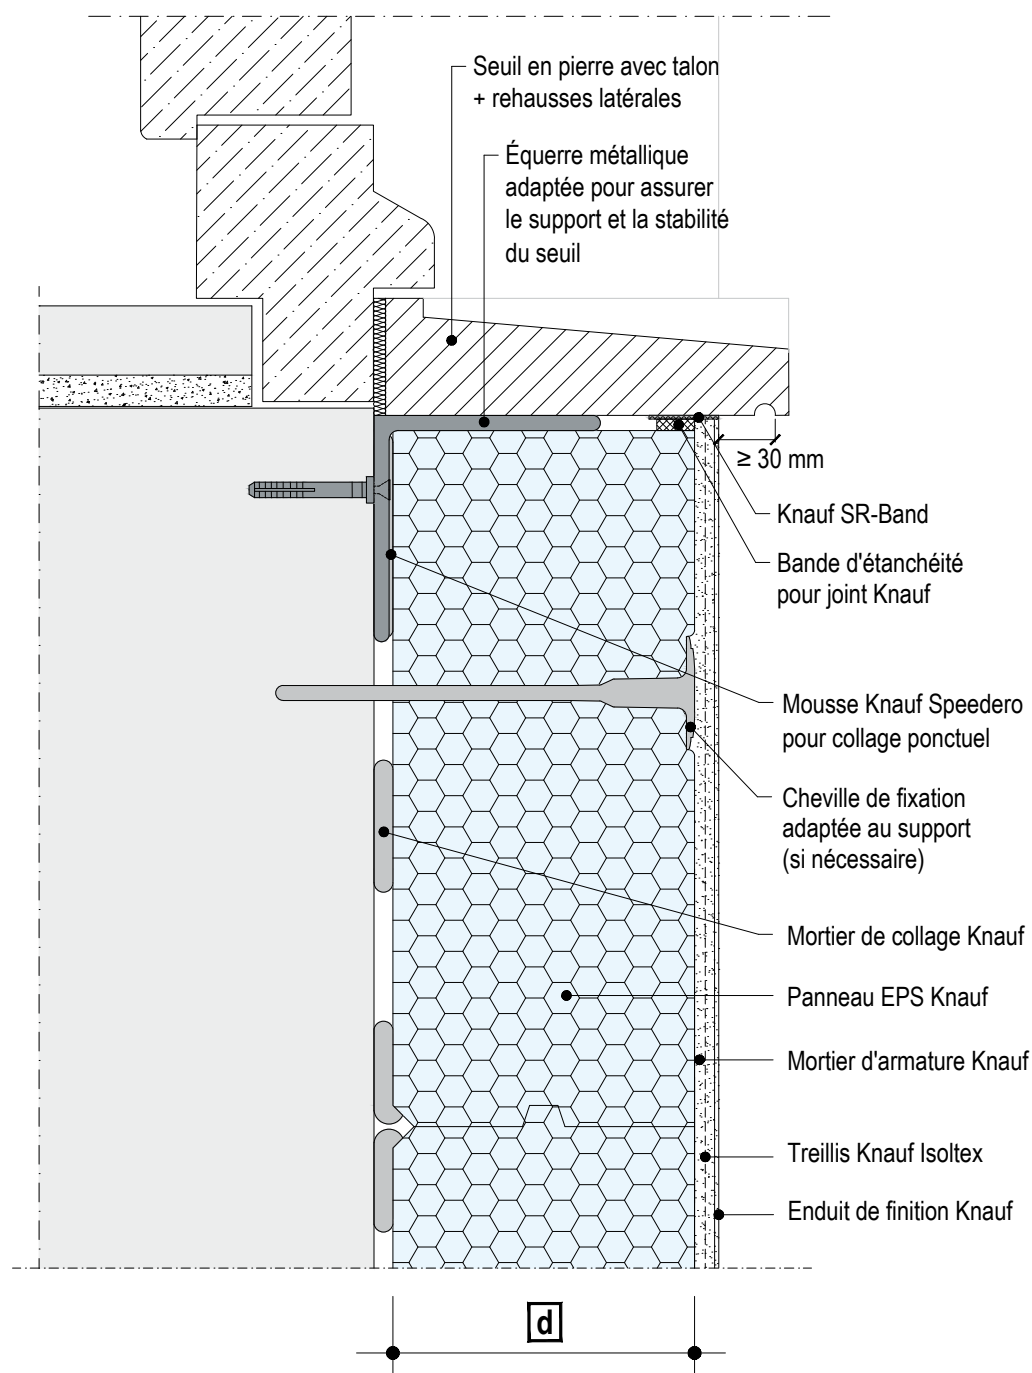 Seuil en pierre avec talon
+ rehausses latérales
Équerre métallique
adaptée pour assurer
le support et la stabilité
du seuil
≥ 30 mm
Knauf SR-Band
Bande d'étanchéité
pour joint Knauf
Mousse Knauf Speedero
pour collage ponctuel
Cheville de fixation
adaptée au support
(si nécessaire)
Mortier de collage Knauf
Panneau EPS Knauf
Mortier d'armature Knauf
Treillis Knauf Isoltex
Enduit de finition Knauf
d